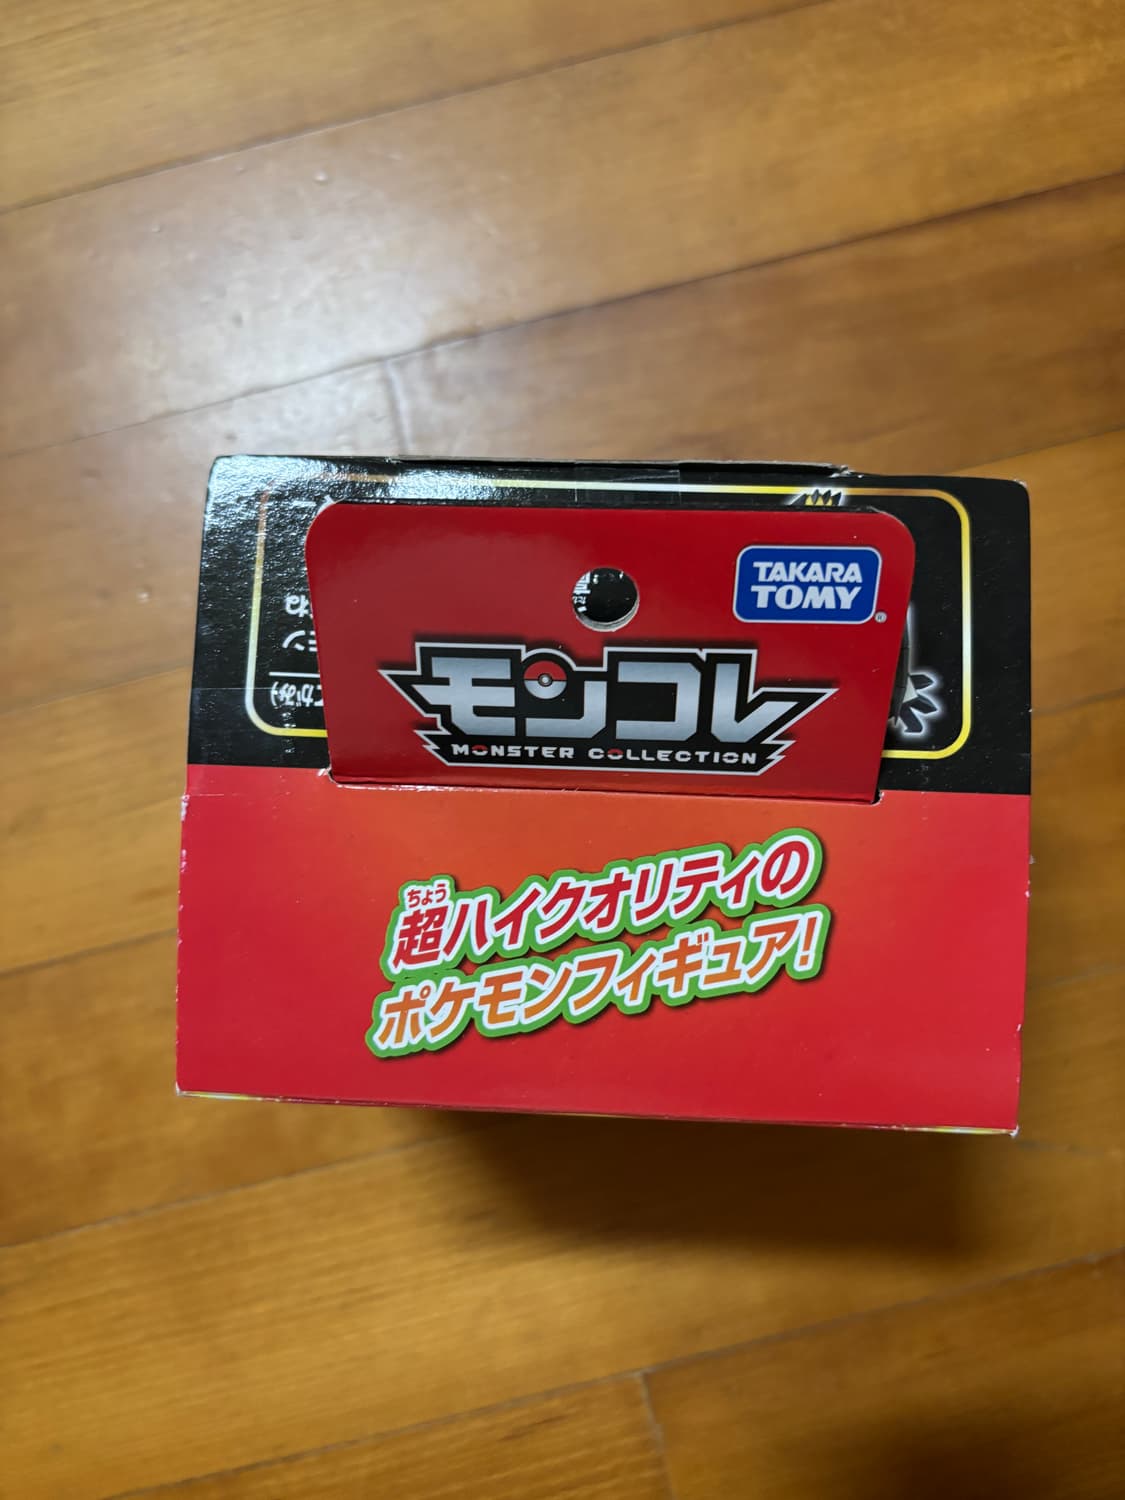 TAKARA
TOMY
モンコレ
MONSTER COLLECTION
ちょう
超ハイクオリティの
ポケモンフィギュア!